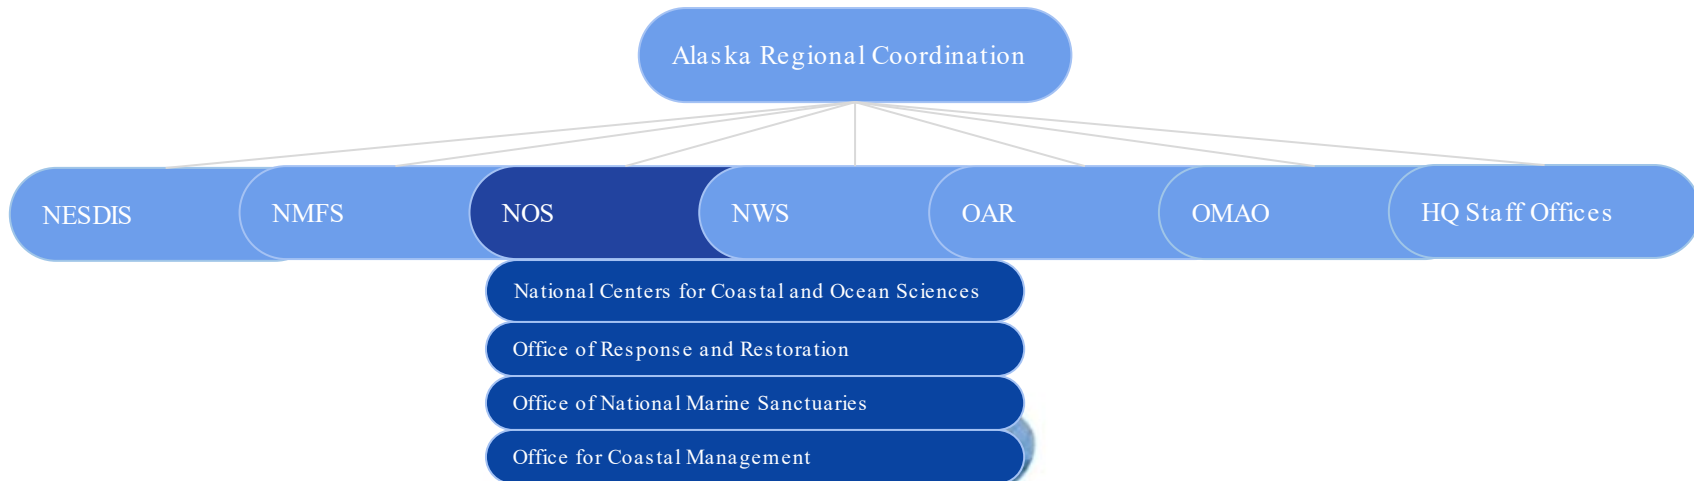 Alaska Regional Coordination
NESDIS
NMFS
NOS
NWS
OAR
OMAO
HQ Staff Offices
National Centers for Coastal and Ocean Sciences
Office of Response and Restoration
Office of National Marine Sanctuaries
Office for Coastal Management